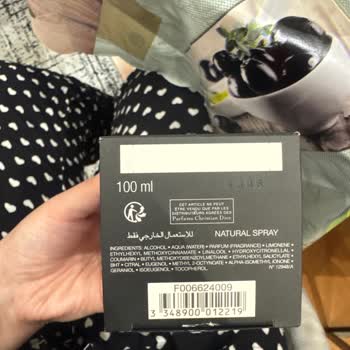 100 ml
CET ARTICLE NE PEUT
ÊTRE VENDU QUE PAR LES
DISTRIBUTEURS AGRÉÉS DES
Parfums Christian Dior
للاستعمال الخارجي فقط
NATURAL SPRAY
INGREDIENTS: ALCOHOL • AQUA (WATER) • PARFUM (FRAGRANCE) • LIMONENE •
ETHYLHEXYL METHOXYCINNAMATE • LINALOOL • HYDROXYCITRONELLAL •
COUMARIN • BUTYL METHOXYDIBENZOYLMETHANE • ETHYLHEXYL SALICYLATE •
BHT • CITRAL • EUGENOL • METHYL 2-OCTYNOATE • ALPHA-ISOMETHYL IONONE •
GERANIOL • ISOEUGENOL • TOCOPHEROL.
N° 12948/A
F006624009
3 348900 012219